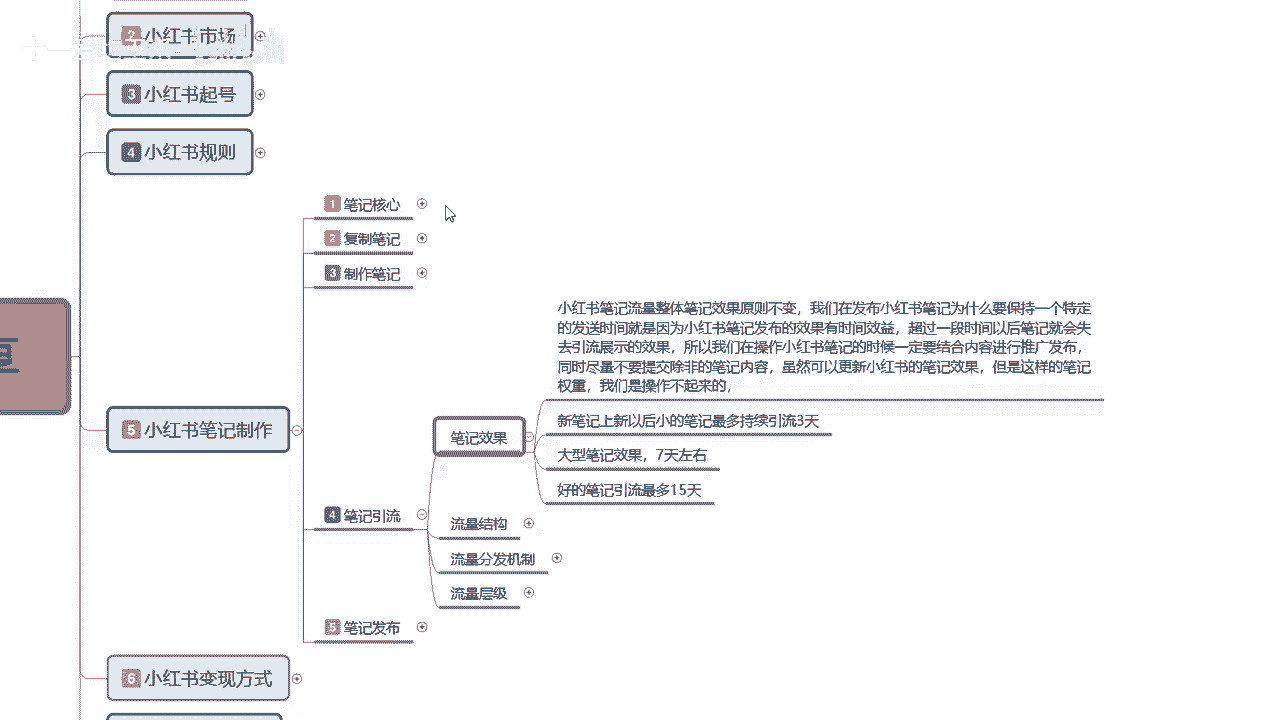 2 小红书市场
3 小红书起号
4 小红书规则
1 笔记核心
2 复制笔记
3 制作笔记
小红书笔记流量整体笔记效果原则不变，我们在发布小红书笔记为什么要保持一个特定
的发送时间就是因为小红书笔记发布的效果有时间效益，超过一段时间以后笔记就会失
去引流展示的效果，所以我们在操作小红书笔记的时候一定要结合内容进行推广发布，
同时尽量不要提交除非的笔记内容，虽然可以更新小红书的笔记效果，但是这样的笔记
权重，我们是操作不起来的，
笔记效果
新笔记上新以后小的笔记最多持续引流3天
5 小红书笔记制作
大型笔记效果，7天左右
好的笔记引流最多15天
4 笔记引流
流量结构
流量分发机制
流量层级
5 笔记发布
6 小红书变现方式